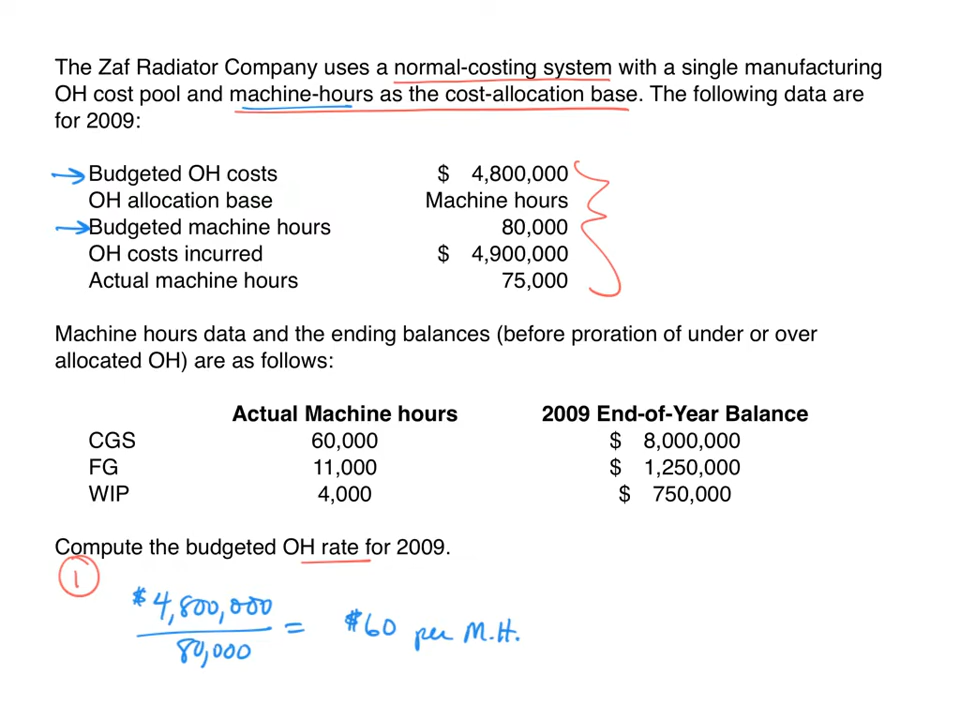 The Zaf Radiator Company uses a normal-costing system with a single manufacturing
OH cost pool and machine-hours as the cost-allocation base. The following data are
for 2009:
Budgeted OH costs $ 4,800,000
OH allocation base Machine hours
Budgeted machine hours 80,000
OH costs incurred $ 4,900,000
Actual machine hours 75,000
Machine hours data and the ending balances (before proration of under or over
allocated OH) are as follows:
Actual Machine hours 2009 End-of-Year Balance
CGS 60,000 $ 8,000,000
FG 11,000 $ 1,250,000
WIP 4,000 $ 750,000
Compute the budgeted OH rate for 2009.
1
$4,800,000
80,000
= $60 per M.H.